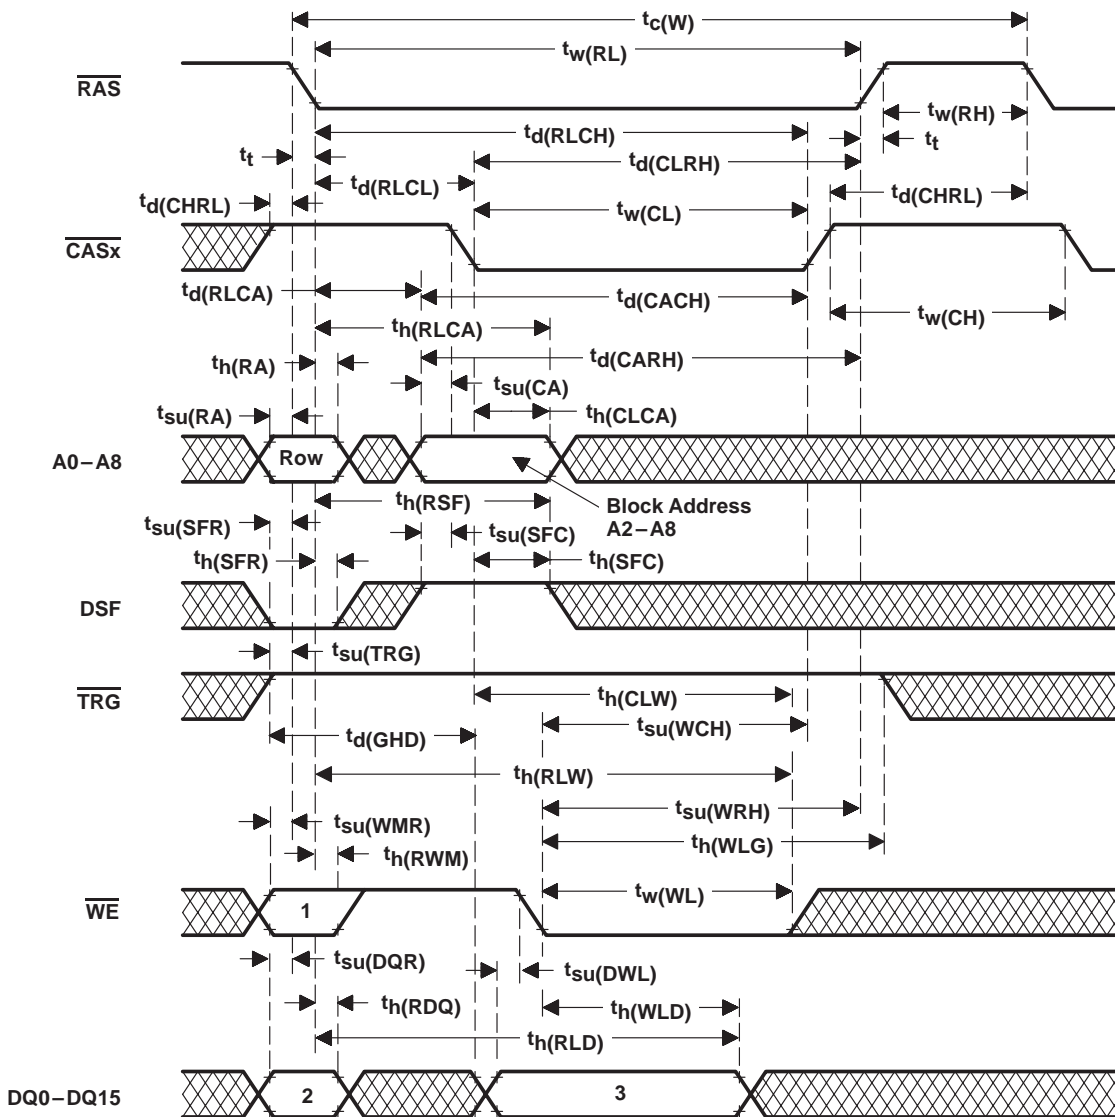 tc(W)
tw(RL)
RAS
tw(RH)
td(RLCH)
tt
tt
td(CLRH)
td(RLCL)
td(CHRL)
td(CHRL)
tw(CL)
CASx
td(RLCA)
td(CACH)
tw(CH)
th(RLCA)
th(RA)
td(CARH)
tsu(CA)
tsu(RA)
th(CLCA)
A0–A8
Row
th(RSF)
Block Address
A2–A8
tsu(SFR)
tsu(SFC)
th(SFR)
th(SFC)
DSF
tsu(TRG)
TRG
th(CLW)
tsu(WCH)
td(GHD)
th(RLW)
tsu(WRH)
tsu(WMR)
th(WLG)
th(RWM)
tw(WL)
WE
1
tsu(DQR)
tsu(DWL)
th(RDQ)
th(WLD)
th(RLD)
DQ0–DQ15
2
3